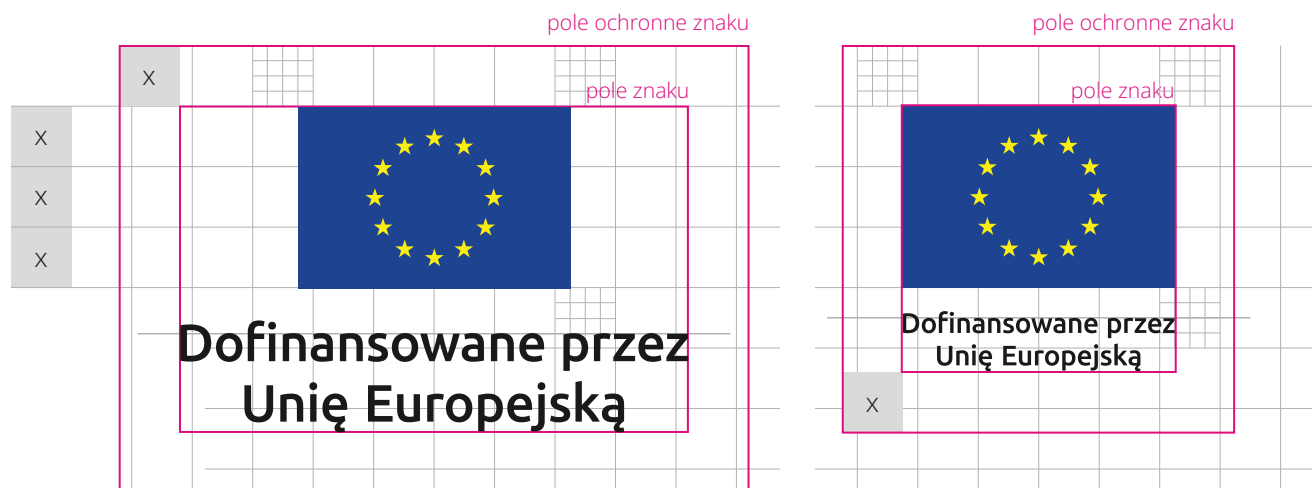 pole ochronne znaku
pole ochronne znaku
x
pole znaku
pole znaku
x
x
x
Dofinansowane przez
Unię Europejską
Dofinansowane przez
Unię Europejską
x